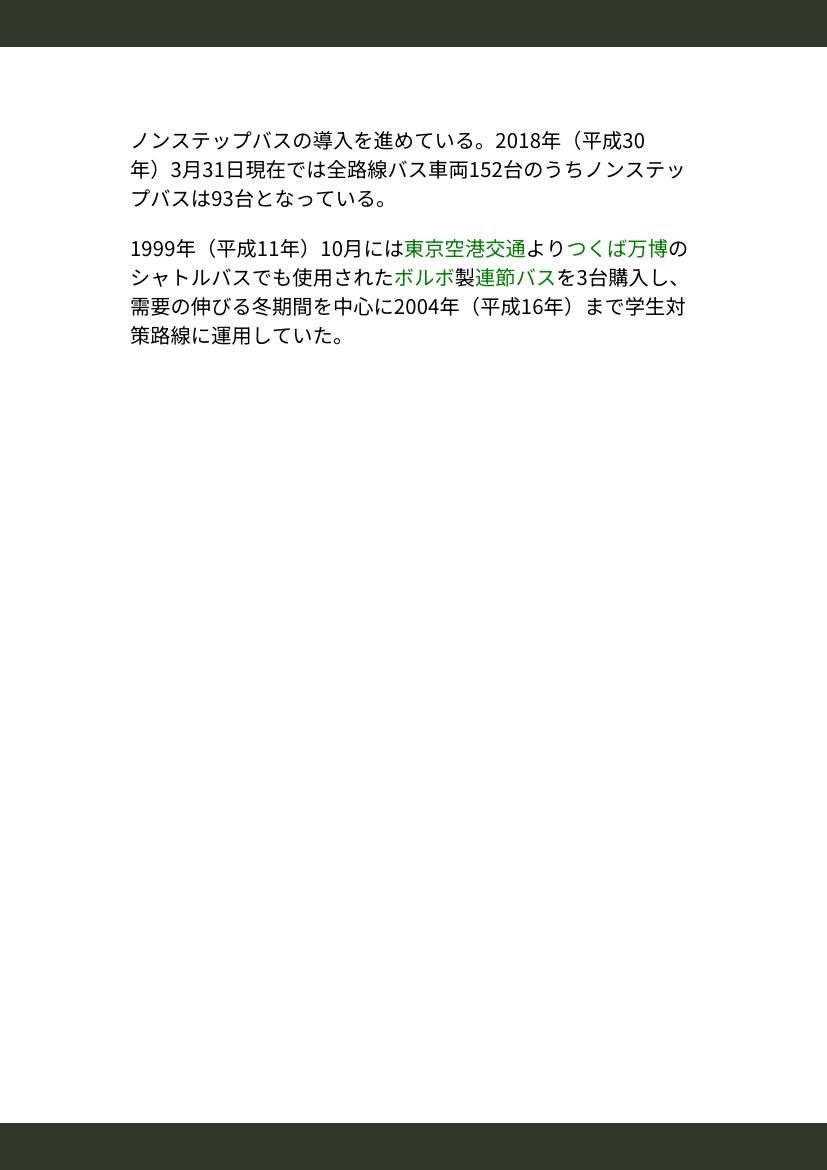 ノンステップバスの導入を進めている。2018年（平成30
年）3月31日現在では全路線バス車両152台のうちノンステッ
プバスは93台となっている。
1999年（平成11年）10月には東京空港交通よりつくば万博の
シャトルバスでも使用されたボルボ製連節バスを3台購入し、
需要の伸びる冬期間を中心に2004年（平成16年）まで学生対
策路線に運用していた。